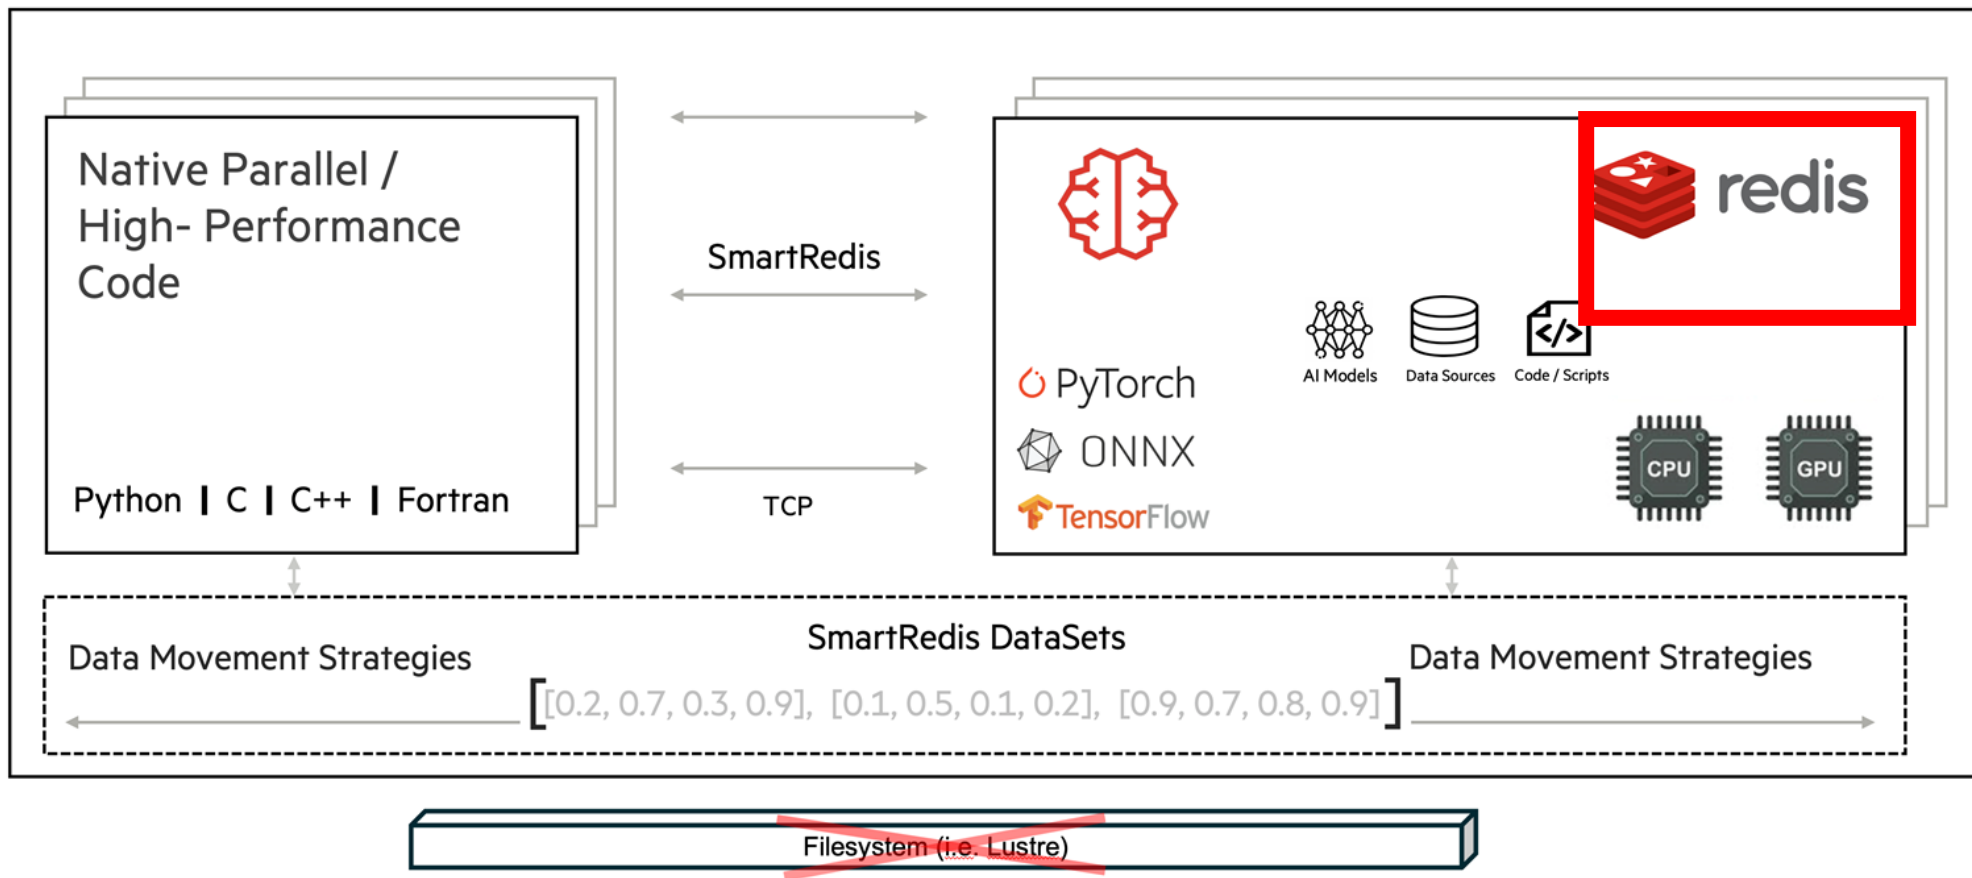 Native Parallel /
High- Performance
Code
Python | C | C++ | Fortran
SmartRedis
TCP
redis
AI Models
Data Sources
</>
Code / Scripts
PyTorch
ONNX
TensorFlow
CPU
GPU
SmartRedis DataSets
Data Movement Strategies
Data Movement Strategies
[[0.2, 0.7, 0.3, 0.9], [0.1, 0.5, 0.1, 0.2], [0.9, 0.7, 0.8, 0.9]]
Filesystem (i.e. Lustre)